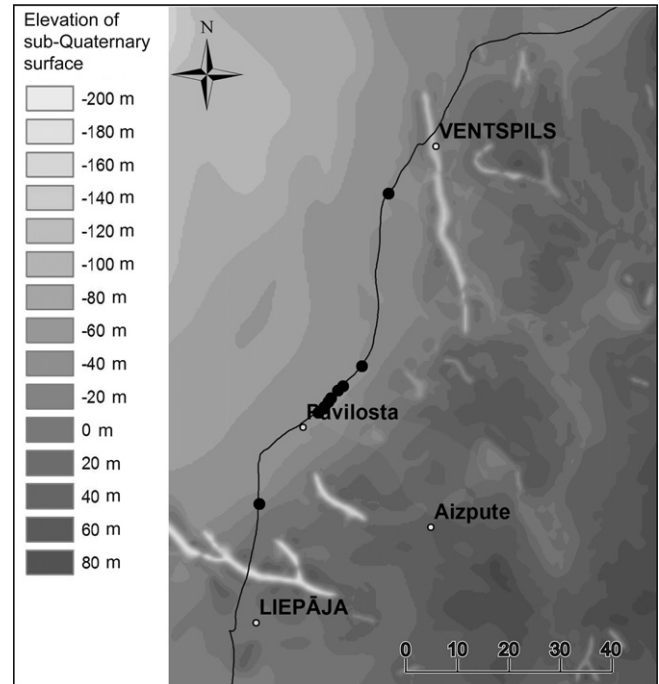 Elevation of
sub-Quaternary
surface
-200 m
-180 m
-160 m
-140 m
-120 m
-100 m
-80 m
-60 m
-40 m
-20 m
0 m
20 m
40 m
60 m
80 m
N
VENTSPILS
Pāvilosta
Aizpute
LIEPĀJA
0 10 20 30 40